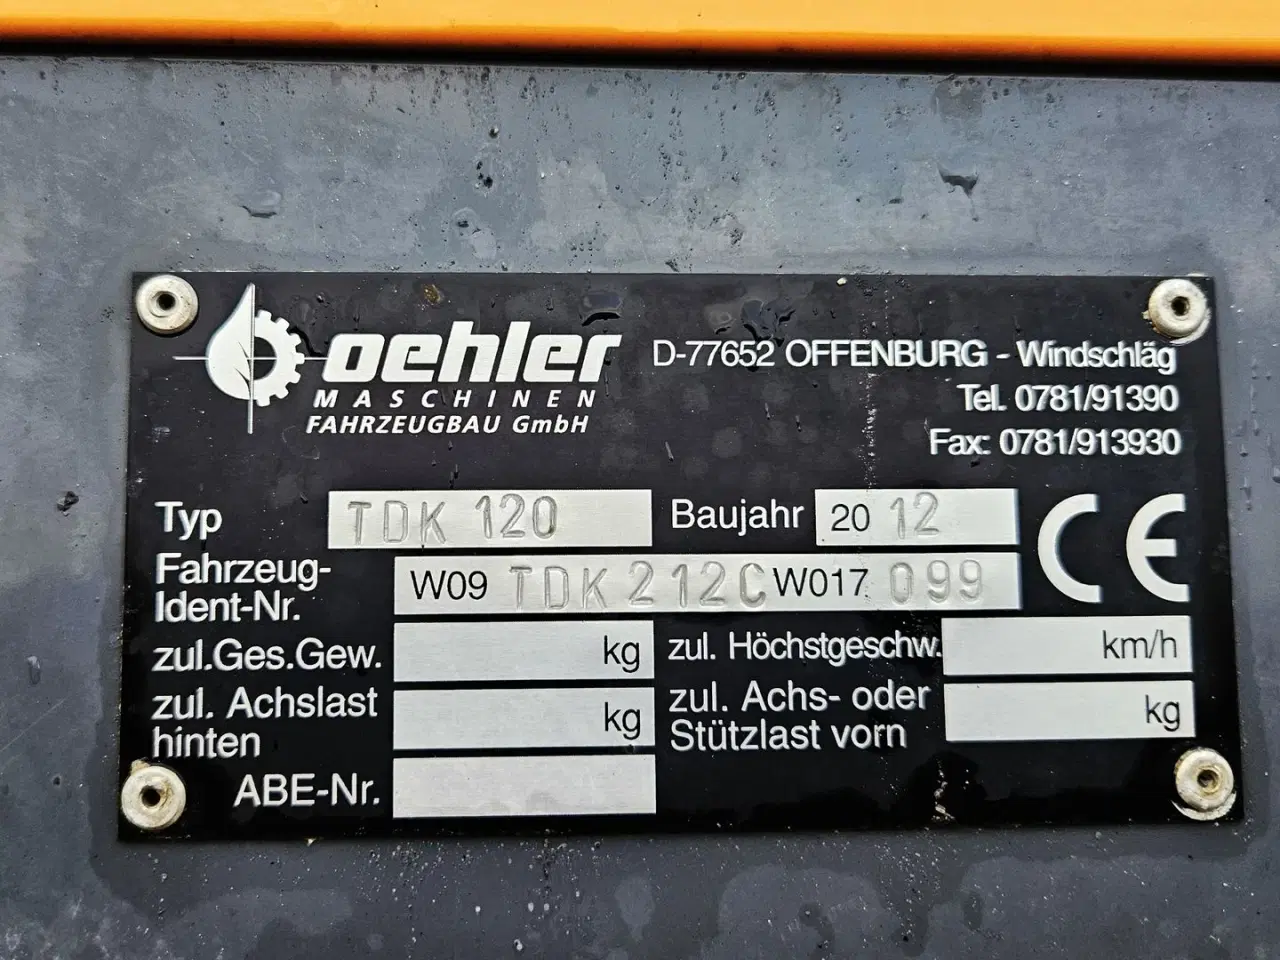 oehler
MASCHINEN
FAHRZEUGBAU GmbH
D-77652 OFFENBURG - Windschläg
Tel. 0781/91390
Fax: 0781/913930
Typ TDK 120 Baujahr 20 12
Fahrzeug-
Ident-Nr. W09 TDK212C W017 099
CE
zul.Ges.Gew. kg zul. Höchstgeschw. km/h
zul. Achslast
hinten kg
zul. Achs- oder
Stützlast vorn kg
ABE-Nr.